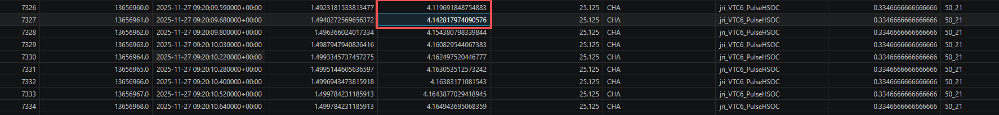 7326 13656960.0 2025-11-27 09:20:09.590000+00:00 1.4923181533813477 4.119691848754883 25.125 CHA jri_VTC6_PulseHSOC 0.3346666666666666 50_21
7327 13656961.0 2025-11-27 09:20:09.680000+00:00 1.4940272569656372 4.142817974090576 25.125 CHA jri_VTC6_PulseHSOC 0.3346666666666666 50_21
7328 13656962.0 2025-11-27 09:20:09.800000+00:00 1.496366024017334 4.154380798339844 25.125 CHA jri_VTC6_PulseHSOC 0.3346666666666666 50_21
7329 13656963.0 2025-11-27 09:20:10.030000+00:00 1.4987947940826416 4.160829544067383 25.125 CHA jri_VTC6_PulseHSOC 0.3346666666666666 50_21
7330 13656964.0 2025-11-27 09:20:10.220000+00:00 1.4993345737457275 4.162497520446777 25.125 CHA jri_VTC6_PulseHSOC 0.3346666666666666 50_21
7331 13656965.0 2025-11-27 09:20:10.280000+00:00 1.4995144605636597 4.163053512573242 25.125 CHA jri_VTC6_PulseHSOC 0.3346666666666666 50_21
7332 13656966.0 2025-11-27 09:20:10.400000+00:00 1.4996943473815918 4.16383171081543 25.125 CHA jri_VTC6_PulseHSOC 0.3346666666666666 50_21
7333 13656967.0 2025-11-27 09:20:10.520000+00:00 1.499784231185913 4.1643877029418945 25.125 CHA jri_VTC6_PulseHSOC 0.3346666666666666 50_21
7334 13656968.0 2025-11-27 09:20:10.640000+00:00 1.499784231185913 4.164943695068359 25.125 CHA jri_VTC6_PulseHSOC 0.3346666666666666 50_21